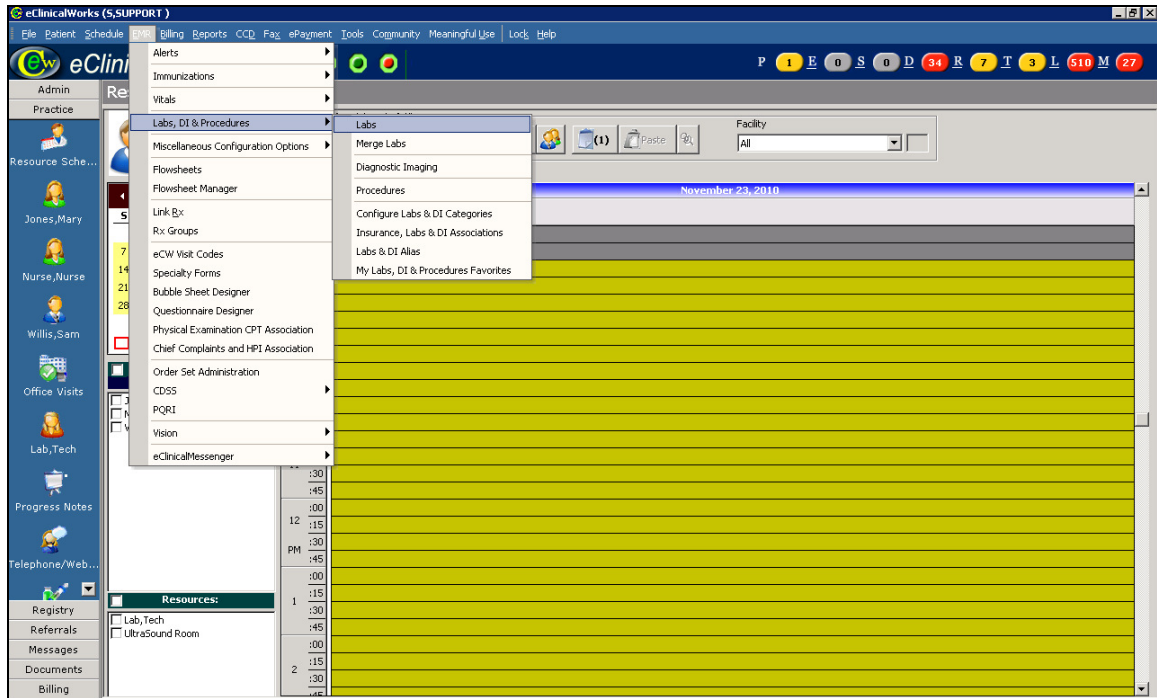 eClinicalWorks (S,SUPPORT )
File Patient Schedule EMR Billing Reports CCD Fax ePayment Tools Community Meaningful Use Lock Help
eCW eClini
P 1 E 0 S 0 D 34 R 7 T 3 L 510 M 27
Admin
Practice
Resource Sche...
Jones,Mary
Nurse,Nurse
Willis,Sam
Office Visits
Lab,Tech
Progress Notes
Telephone/Web...
Registry
Referrals
Messages
Documents
Billing
Re
Alerts
Immunizations
Vitals
Labs, DI & Procedures
Miscellaneous Configuration Options
Flowsheets
Flowsheet Manager
Link Rx
Rx Groups
eCW Visit Codes
Specialty Forms
Bubble Sheet Designer
Questionnaire Designer
Physical Examination CPT Association
Chief Complaints and HPI Association
Order Set Administration
CDSS
PQRI
Vision
eClinicalMessenger
Labs
Merge Labs
Diagnostic Imaging
Procedures
Configure Labs & DI Categories
Insurance, Labs & DI Associations
Labs & DI Alias
My Labs, DI & Procedures Favorites
(1) Paste
Facility
All
November 23, 2010
S
7
14
21
28
:30
:45
:00
12 :15
:30
PM :45
:00
1 :15
:30
:45
:00
2 :15
:30
:45
Resources:
Lab,Tech
UltraSound Room